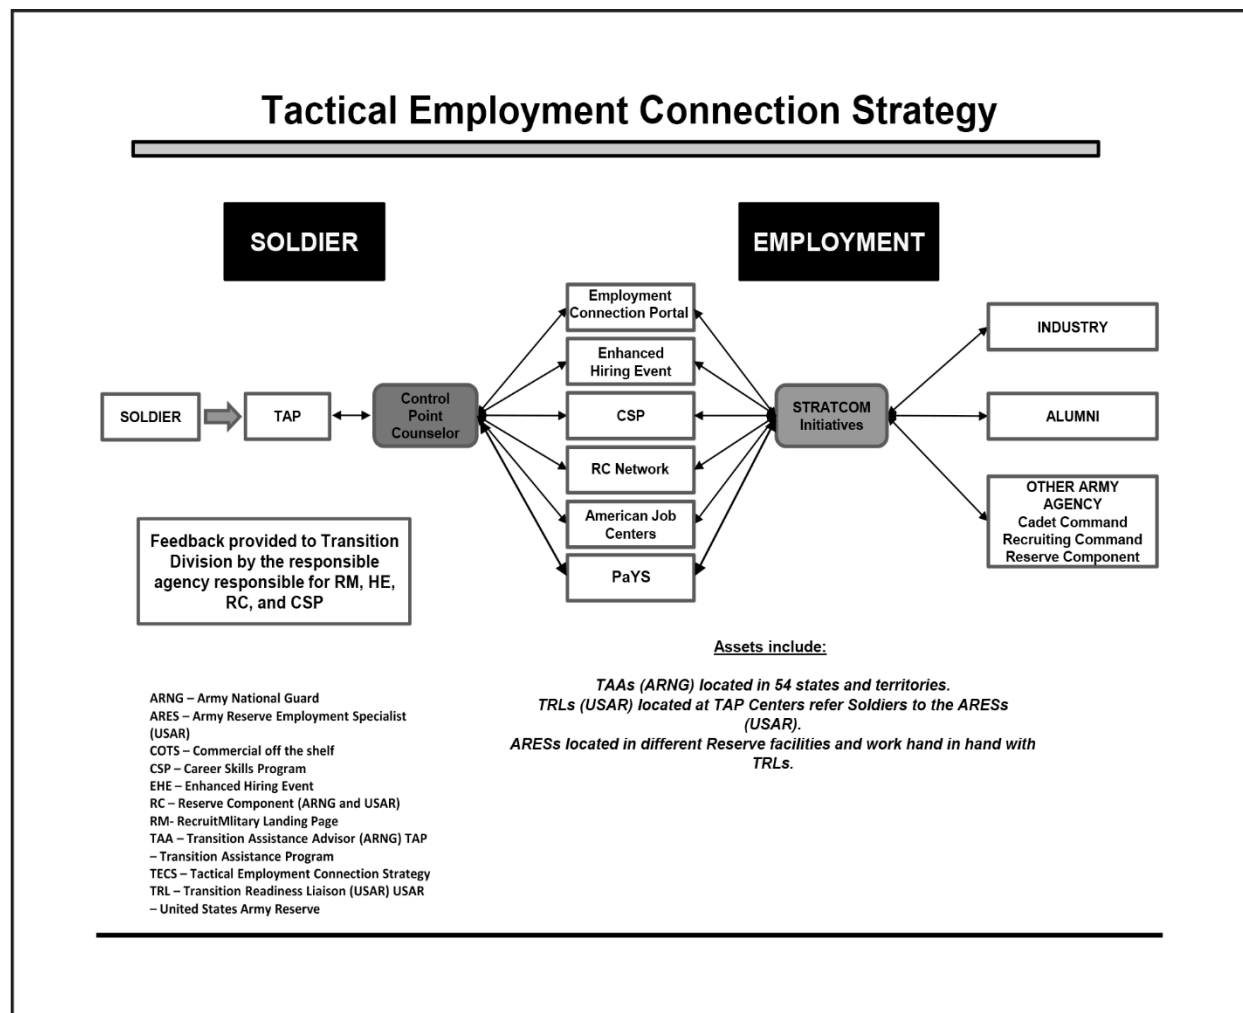 Tactical Employment Connection Strategy
SOLDIER
EMPLOYMENT
Employment
Connection Portal
Enhanced
Hiring Event
CSP
RC Network
American Job
Centers
PaYS
SOLDIER
TAP
Control
Point
Counselor
STRATCOM
Initiatives
INDUSTRY
ALUMNI
OTHER ARMY
AGENCY
Cadet Command
Recruiting Command
Reserve Component
Feedback provided to Transition
Division by the responsible
agency responsible for RM, HE,
RC, and CSP
Assets include:
TAAs (ARNG) located in 54 states and territories.
TRLs (USAR) located at TAP Centers refer Soldiers to the ARESs
(USAR).
ARESs located in different Reserve facilities and work hand in hand with
TRLs.
ARNG – Army National Guard
ARES – Army Reserve Employment Specialist
(USAR)
COTS – Commercial off the shelf
CSP – Career Skills Program
EHE – Enhanced Hiring Event
RC – Reserve Component (ARNG and USAR)
RM- RecruitMlitary Landing Page
TAA – Transition Assistance Advisor (ARNG) TAP
– Transition Assistance Program
TECS – Tactical Employment Connection Strategy
TRL – Transition Readiness Liaison (USAR) USAR
– United States Army Reserve